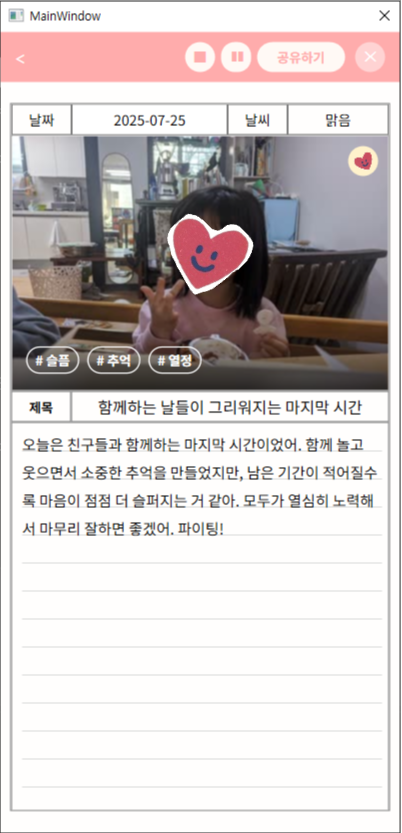 MainWindow
< 공유하기
날짜 2025-07-25 날씨 맑음
# 슬픔 # 추억 # 열정
제목 함께하는 날들이 그리워지는 마지막 시간
오늘은 친구들과 함께하는 마지막 시간이었어. 함께 놀고
웃으면서 소중한 추억을 만들었지만, 남은 기간이 적어질수
록 마음이 점점 더 슬퍼지는 거 같아. 모두가 열심히 노력해
서 마무리 잘하면 좋겠어. 파이팅!